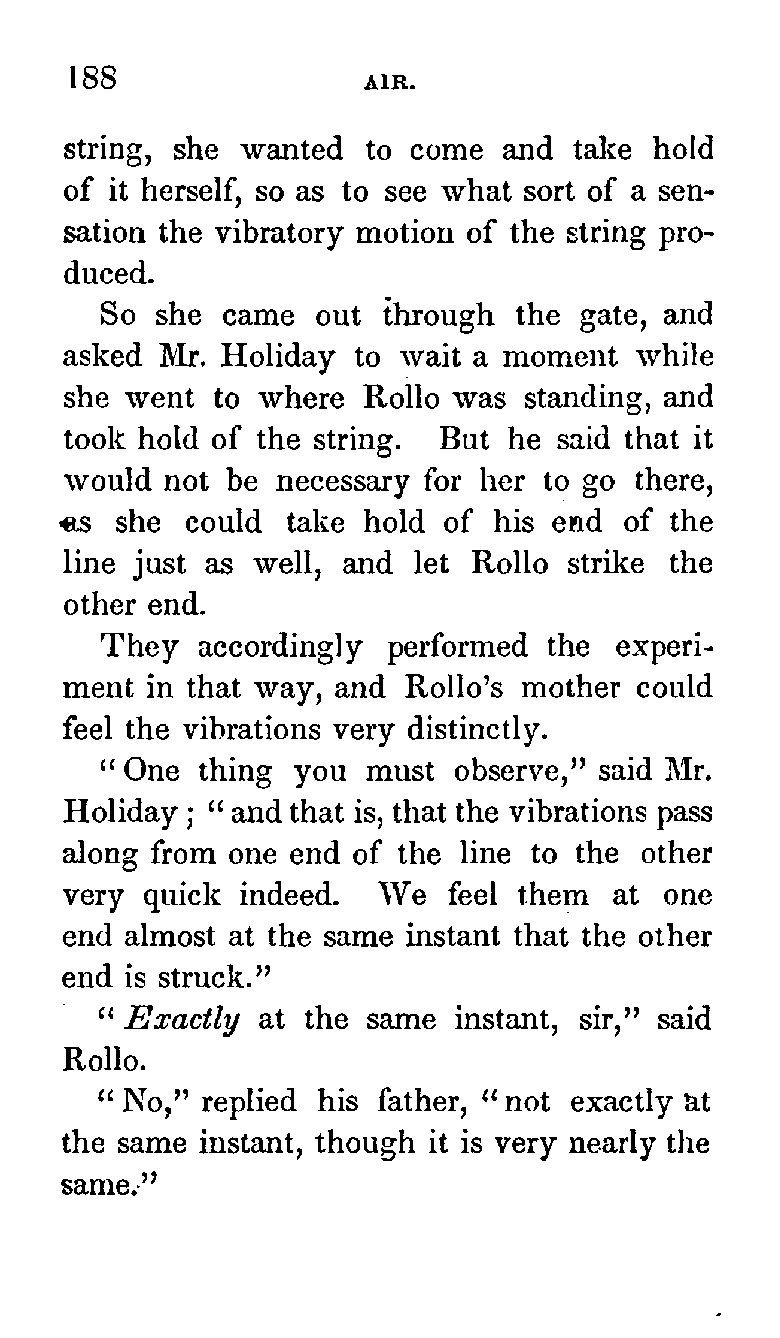 188 AIR.
string, she wanted to come and take hold
of it herself, so as to see what sort of a sen-
sation the vibratory motion of the string pro-
duced.
So she came out through the gate, and
asked Mr. Holiday to wait a moment while
she went to where Rollo was standing, and
took hold of the string. But he said that it
would not be necessary for her to go there,
as she could take hold of his end of the
line just as well, and let Rollo strike the
other end.
They accordingly performed the experi-
ment in that way, and Rollo's mother could
feel the vibrations very distinctly.
"One thing you must observe," said Mr.
Holiday; "and that is, that the vibrations pass
along from one end of the line to the other
very quick indeed. We feel them at one
end almost at the same instant that the other
end is struck."
"Exactly at the same instant, sir," said
Rollo.
"No," replied his father, "not exactly at
the same instant, though it is very nearly the
same."